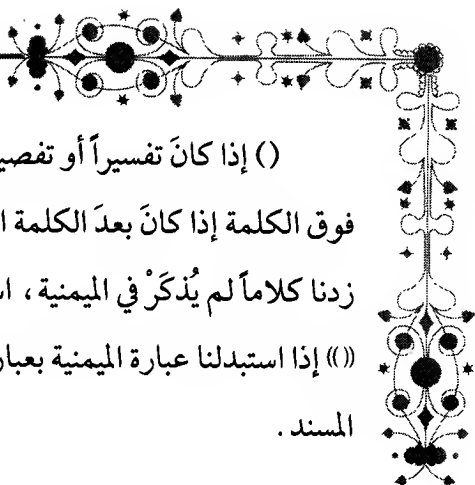 () إذا كانَ تفسيراً أو تفصي
فوق الكلمة إذا كانَ بعدَ الكلمة ا
زدنا كلاماً لم يُذكَرْ في الميمنية ، ا
(()) إذا استبدلنا عبارة الميمنية بعبار
المسند .